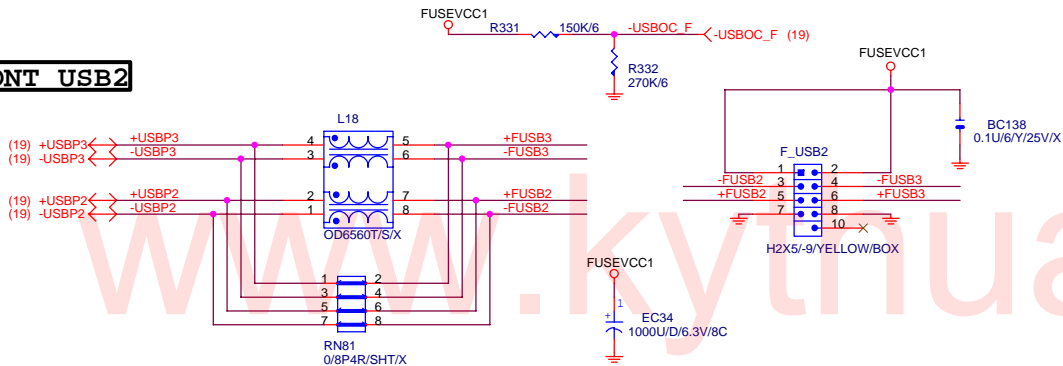 FUSEVCC1
R331 150K/6 -USBOC_F -USBOC_F (19)
R332
270K/6
ONT USB2
FUSEVCC1
BC138
0.1U/6/Y/25V/X
L18
(19) +USBP3 +USBP3 4 5 +FUSB3
(19) -USBP3 -USBP3 3 6 -FUSB3
(19) +USBP2 +USBP2 2 7 +FUSB2
(19) -USBP2 -USBP2 1 8 -FUSB2
OD6560T/S/X
F_USB2
1 2
-FUSB2 3 4 -FUSB3
+FUSB2 5 6 +FUSB3
7 8
10
H2X5/-9/YELLOW/BOX
1 2
3 4
5 6
7 8
RN81
0/8P4R/SHT/X
FUSEVCC1
1
+
EC34
1000U/D/6.3V/8C
www.kythua